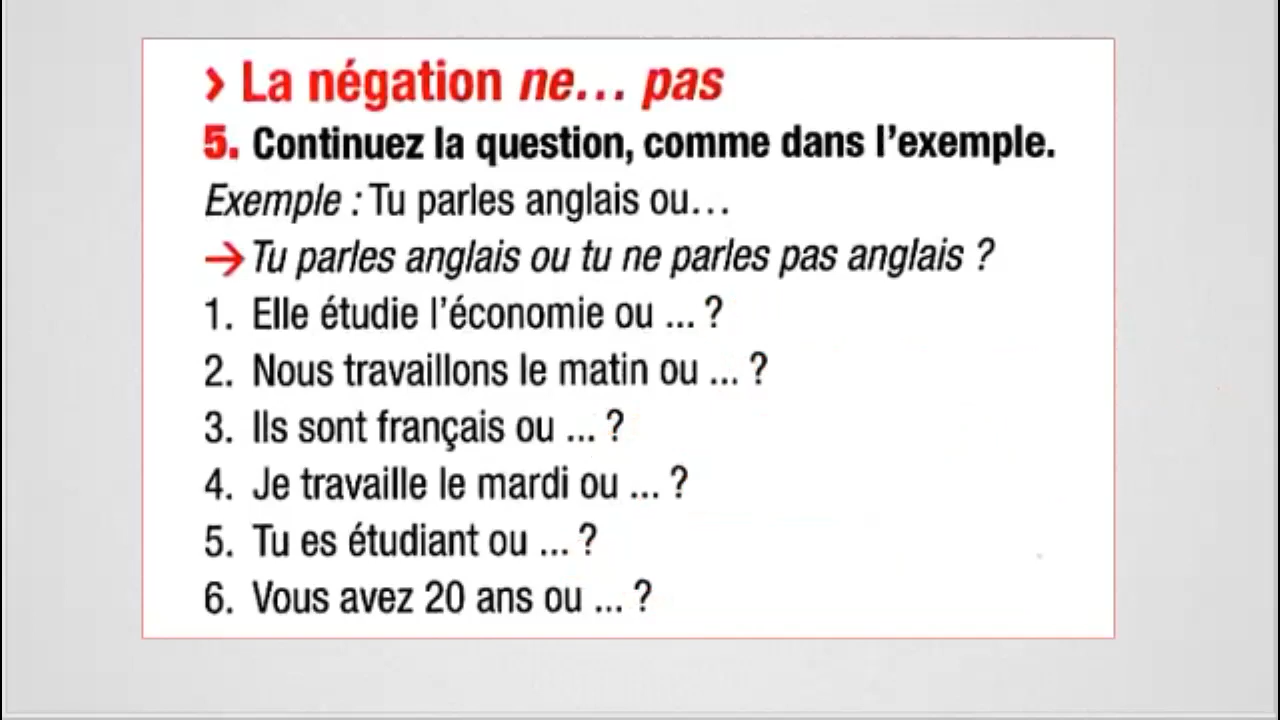 › La négation ne... pas
5. Continuez la question, comme dans l'exemple.
Exemple : Tu parles anglais ou...
→ Tu parles anglais ou tu ne parles pas anglais ?
1. Elle étudie l'économie ou ... ?
2. Nous travaillons le matin ou ... ?
3. Ils sont français ou ... ?
4. Je travaille le mardi ou ... ?
5. Tu es étudiant ou ... ?
6. Vous avez 20 ans ou ... ?